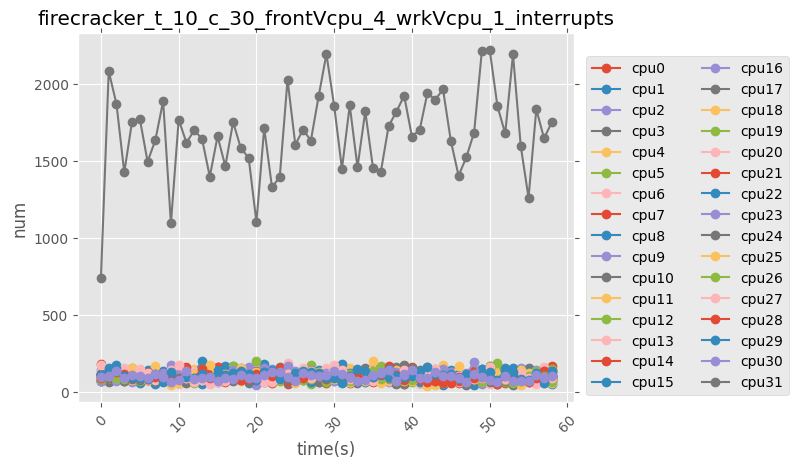 firecracker_t_10_c_30_frontVcpu_4_wrkVcpu_1_interrupts
2000
1500
1000
500
0
num
0
10
20
30
40
50
60
time(s)
cpu0
cpu1
cpu2
cpu3
cpu4
cpu5
cpu6
cpu7
cpu8
cpu9
cpu10
cpu11
cpu12
cpu13
cpu14
cpu15
cpu16
cpu17
cpu18
cpu19
cpu20
cpu21
cpu22
cpu23
cpu24
cpu25
cpu26
cpu27
cpu28
cpu29
cpu30
cpu31